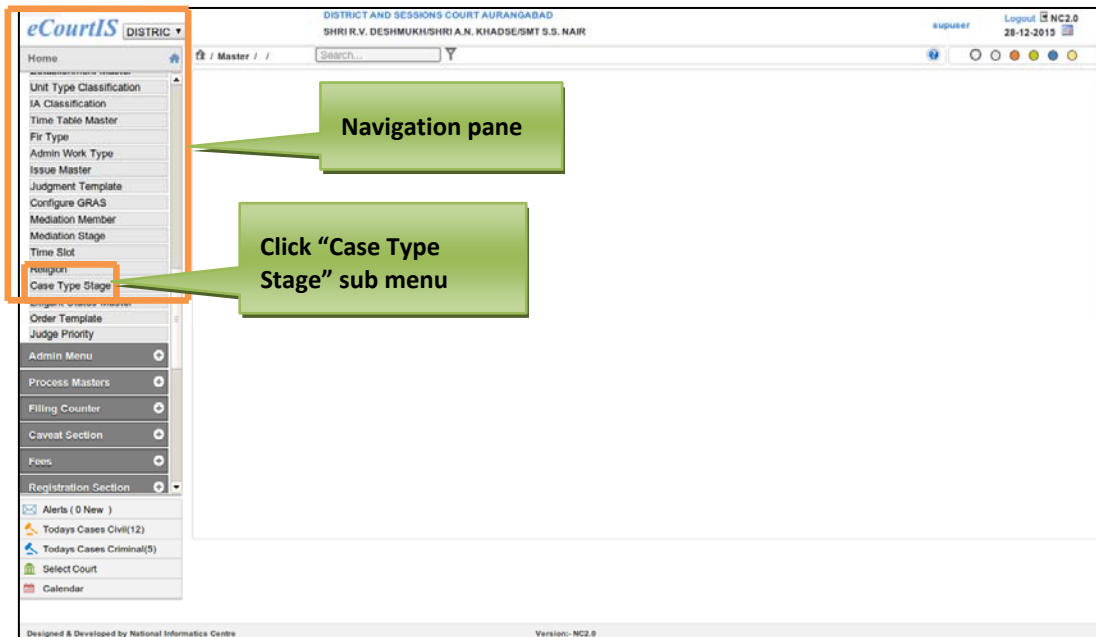 eCourtIS DISTRIC
DISTRICT AND SESSIONS COURT AURANGABAD
SHRI R.V. DESHMUKH/SHRI A.N. KHADSE/SMT S.S. NAIR
supuser
Logout NC2.0
28-12-2015
Home
/ Master / /
Search...
Establishment Master
Unit Type Classification
IA Classification
Time Table Master
Fir Type
Admin Work Type
Issue Master
Judgment Template
Configure GRAS
Mediation Member
Mediation Stage
Time Slot
Religion
Case Type Stage
Litigant Status Master
Order Template
Judge Priority
Admin Menu
Process Masters
Filing Counter
Caveat Section
Fees
Registration Section
Alerts ( 0 New )
Todays Cases Civil(12)
Todays Cases Criminal(5)
Select Court
Calendar
Navigation pane
Click “Case Type
Stage” sub menu
Designed & Developed by National Informatics Centre
Version:- NC2.0